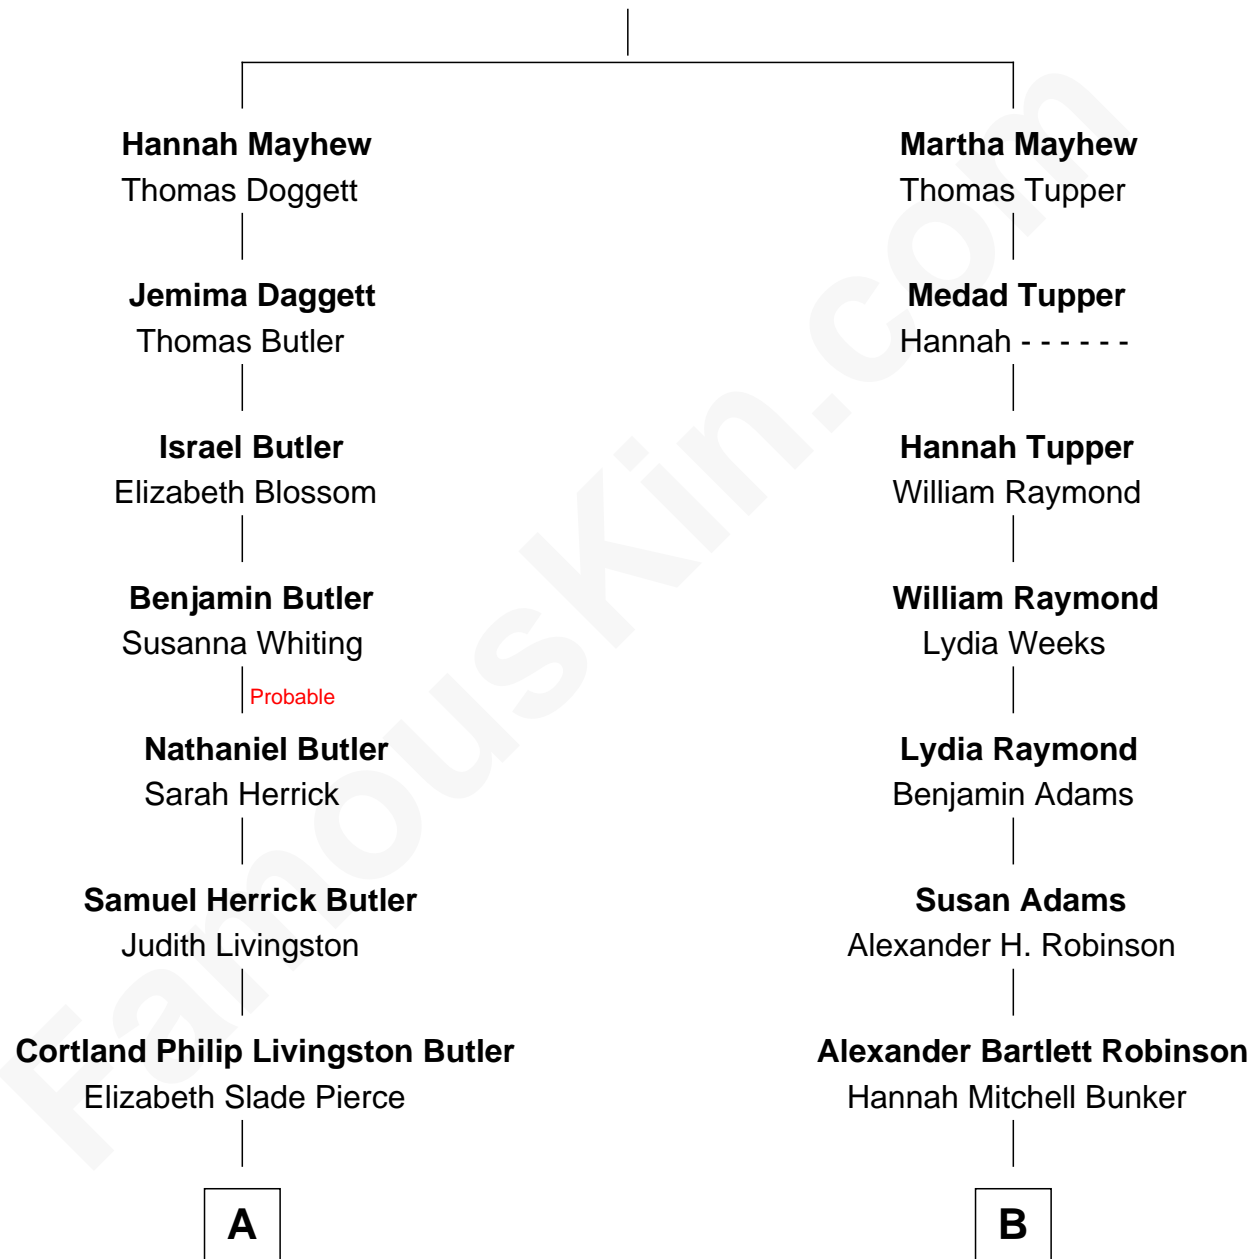 Hannah Mayhew
Thomas Doggett
Jemima Daggett
Thomas Butler
Israel Butler
Elizabeth Blossom
Benjamin Butler
Susanna Whiting
Probable
Nathaniel Butler
Sarah Herrick
Samuel Herrick Butler
Judith Livingston
Cortland Philip Livingston Butler
Elizabeth Slade Pierce
A
Martha Mayhew
Thomas Tupper
Medad Tupper
Hannah - - - - - -
Hannah Tupper
William Raymond
William Raymond
Lydia Weeks
Lydia Raymond
Benjamin Adams
Susan Adams
Alexander H. Robinson
Alexander Bartlett Robinson
Hannah Mitchell Bunker
B
FamousKin.com